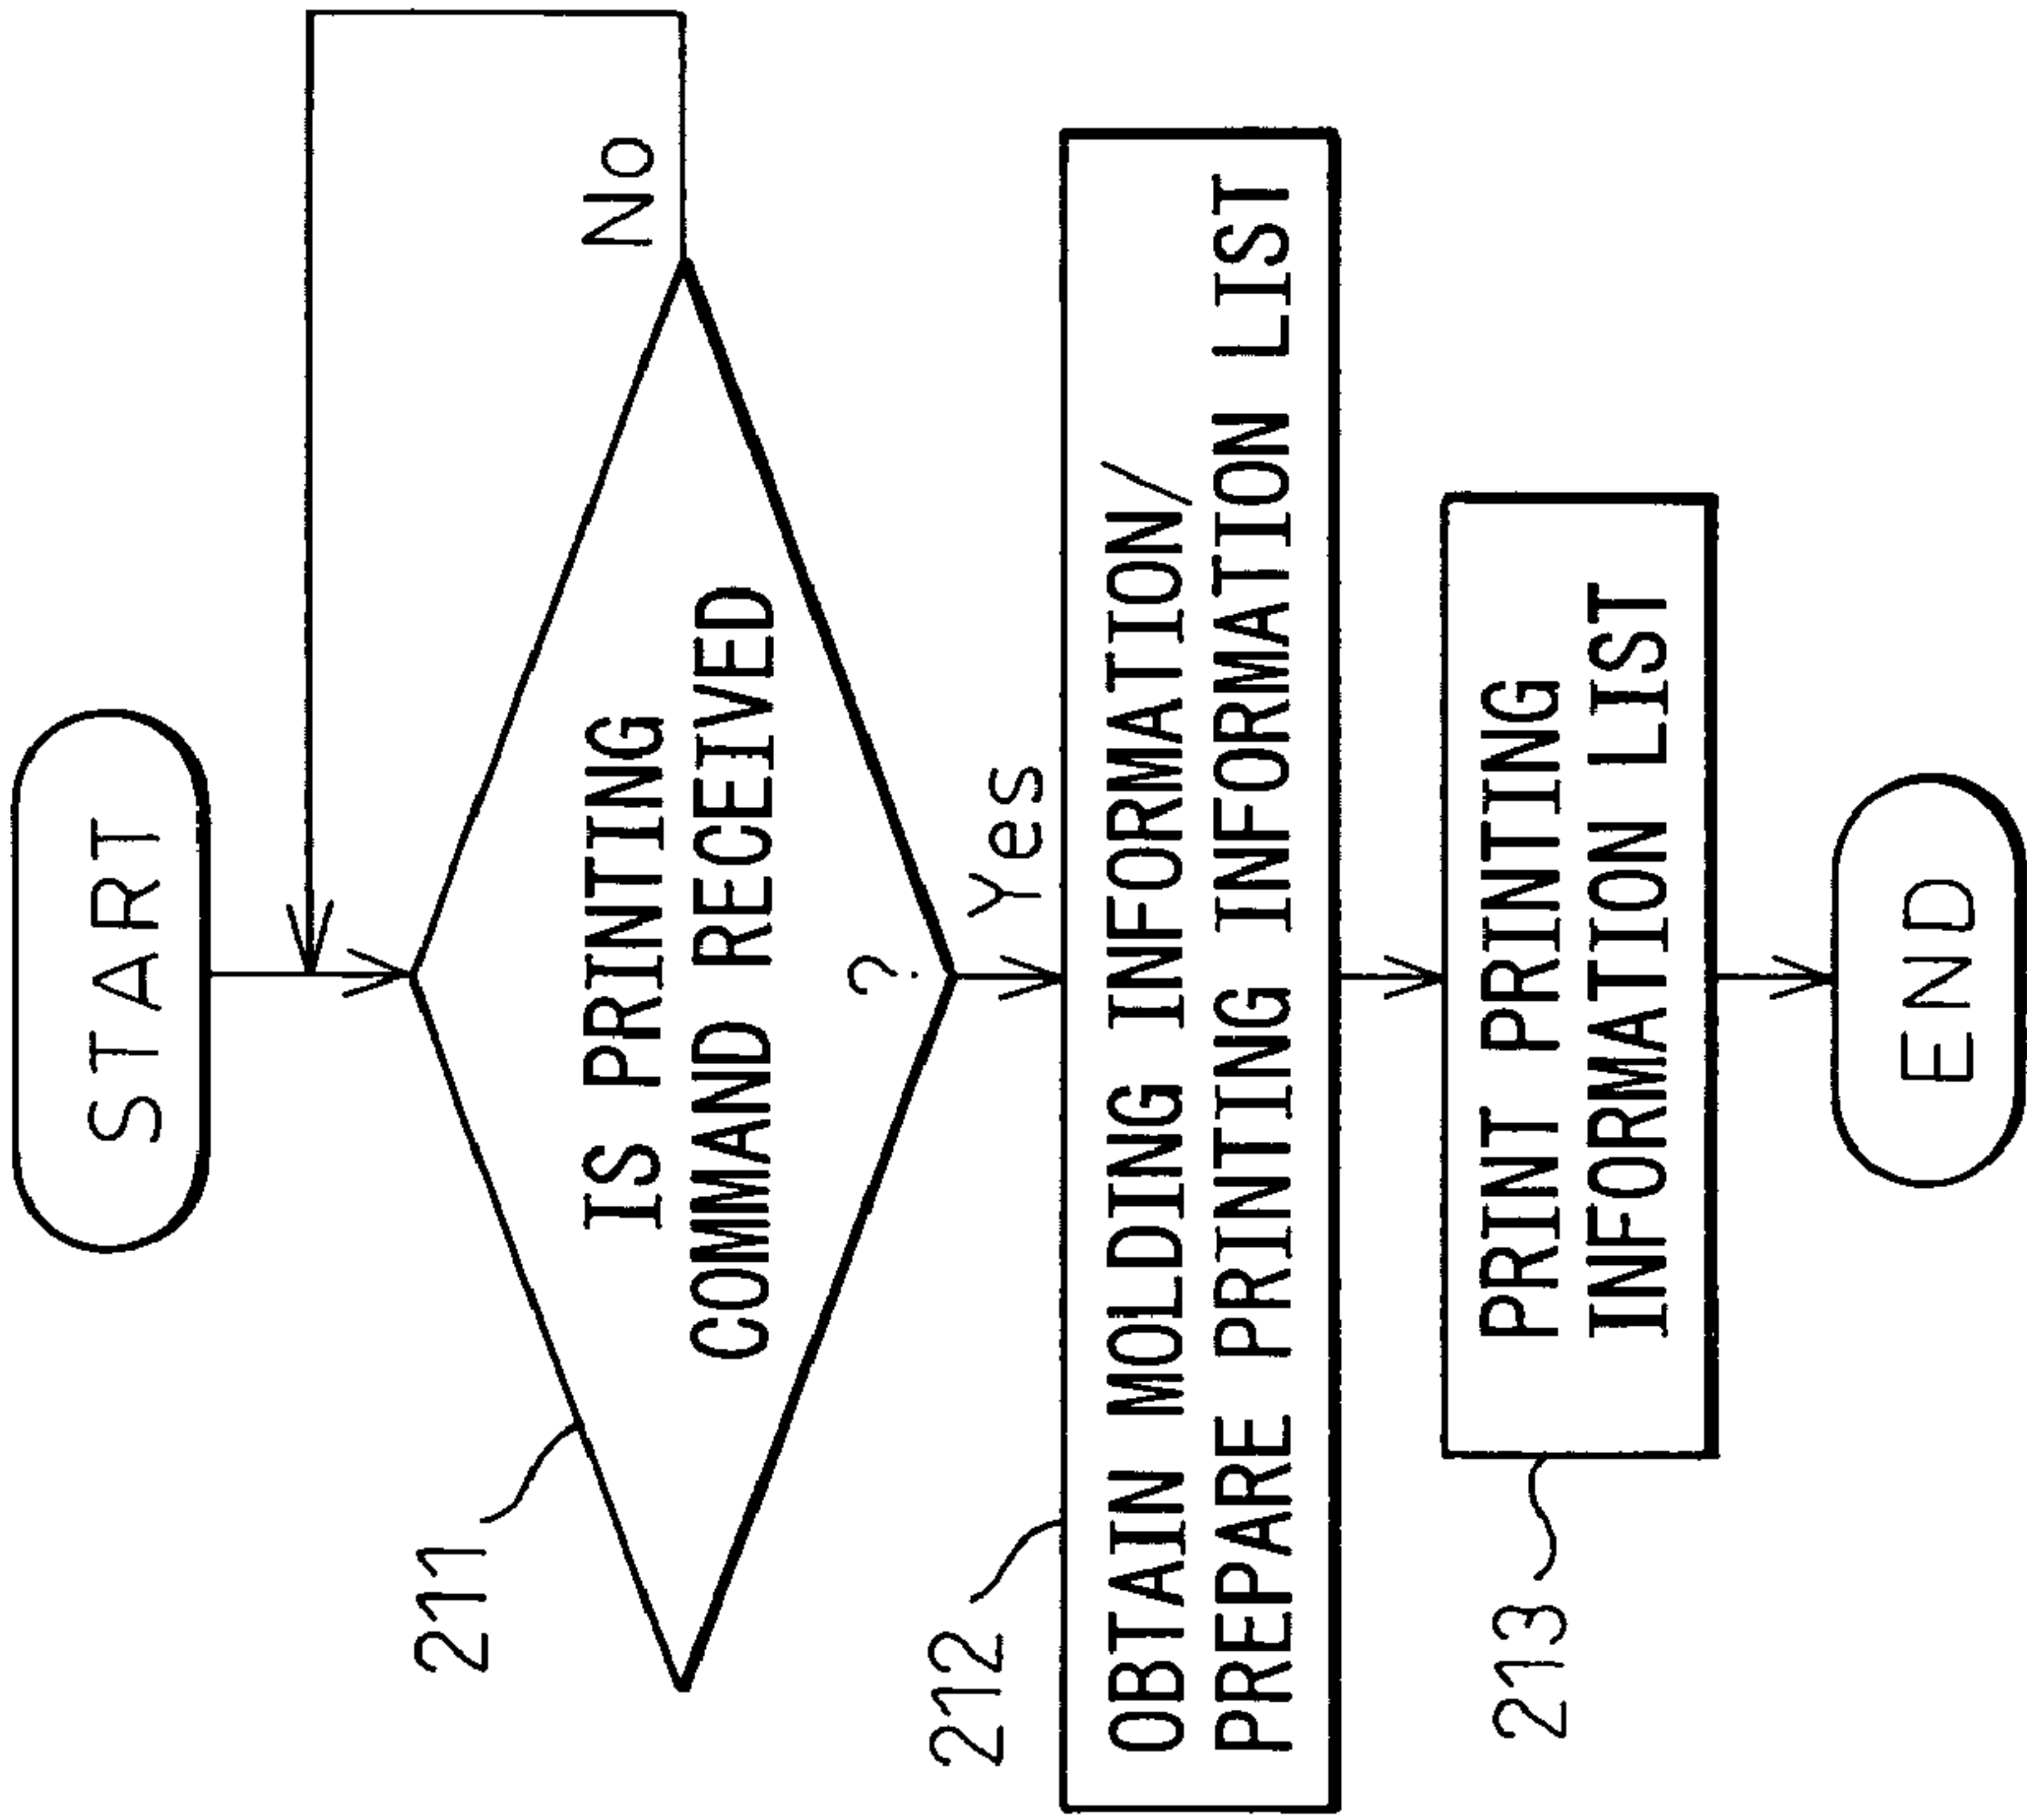 START
211
IS PRINTING
COMMAND RECEIVED
?
No
Yes
212
OBTAIN MOLDING INFORMATION/
PREPARE PRINTING INFORMATION LIST
213
PRINT PRINTING
INFORMATION LIST
END